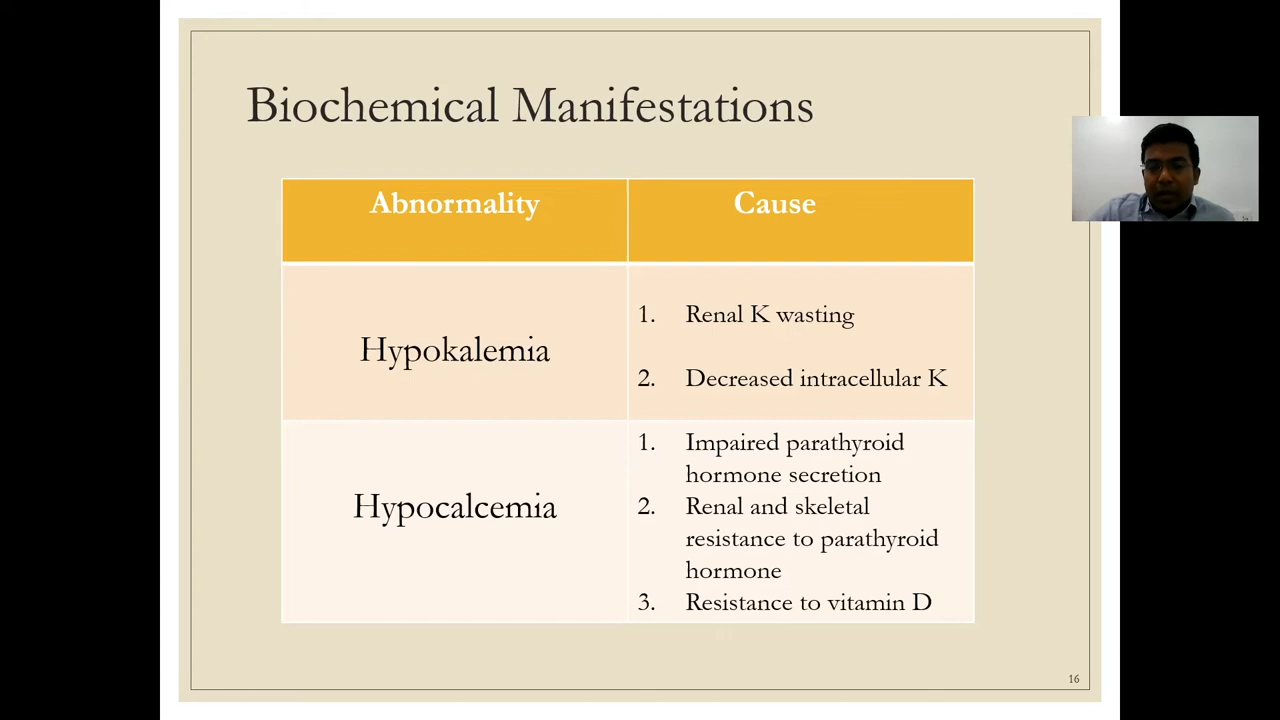 Biochemical Manifestations
Abnormality
Cause
Hypokalemia
1. Renal K wasting
2. Decreased intracellular K
Hypocalcemia
1. Impaired parathyroid
hormone secretion
2. Renal and skeletal
resistance to parathyroid
hormone
3. Resistance to vitamin D
16